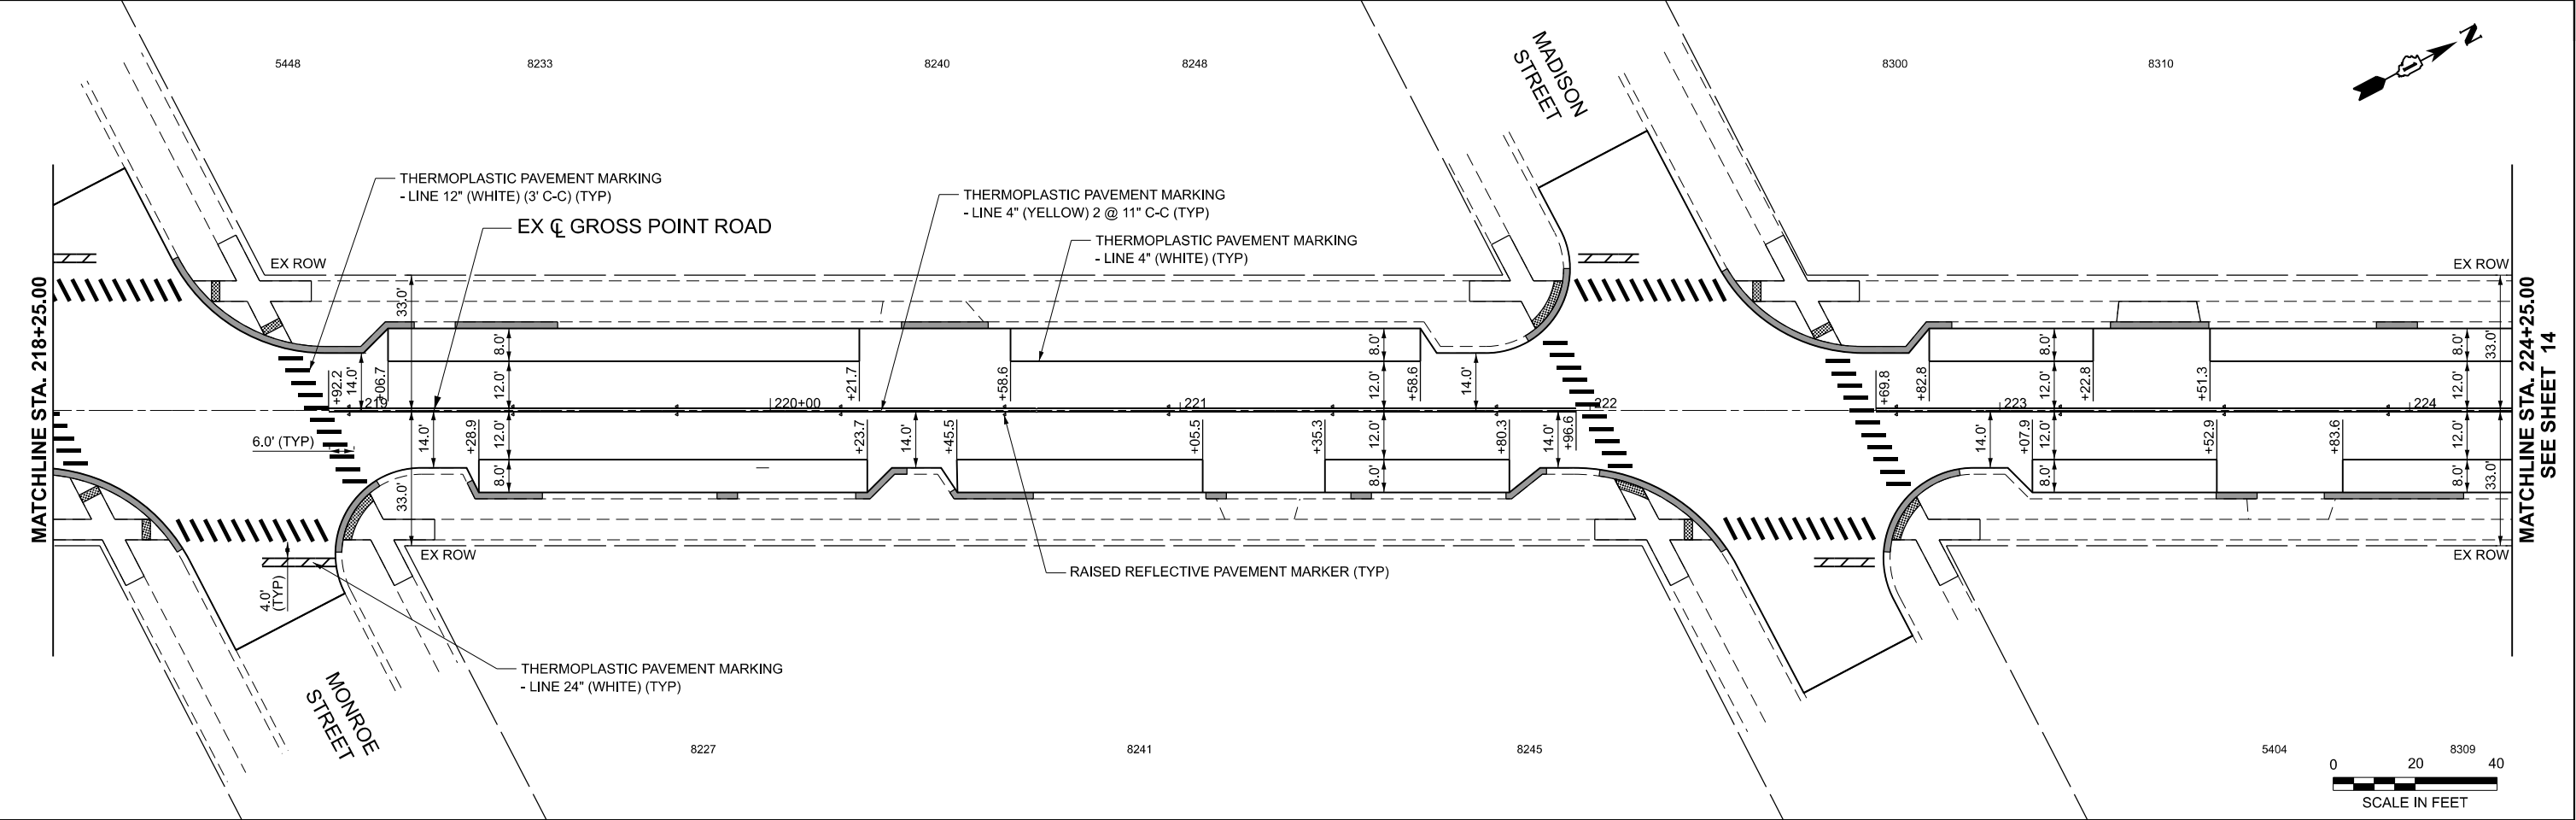 5448
8233
8240
8248
8300
8310
N
MADISON
STREET
THERMOPLASTIC PAVEMENT MARKING
- LINE 12" (WHITE) (3' C-C) (TYP)
THERMOPLASTIC PAVEMENT MARKING
- LINE 4" (YELLOW) 2 @ 11" C-C (TYP)
EX ℄ GROSS POINT ROAD
THERMOPLASTIC PAVEMENT MARKING
- LINE 4" (WHITE) (TYP)
EX ROW
EX ROW
MATCHLINE STA. 218+25.00
MATCHLINE STA. 224+25.00
SEE SHEET 14
33.0'
8.0'
8.0'
8.0'
8.0'
33.0'
+92.2
14.0'
+06.7
12.0'
+21.7
+58.6
12.0'
+58.6
14.0'
+69.8
+82.8
12.0'
+22.8
+51.3
12.0'
219
220+00
221
222
223
224
6.0' (TYP)
14.0'
+28.9
12.0'
+23.7
14.0'
+45.5
+05.5
+35.3
12.0'
+80.3
14.0'
+96.6
14.0'
+07.9
12.0'
+52.9
+83.6
12.0'
33.0'
8.0'
8.0'
8.0'
8.0'
33.0'
EX ROW
EX ROW
4.0'
(TYP)
RAISED REFLECTIVE PAVEMENT MARKER (TYP)
THERMOPLASTIC PAVEMENT MARKING
- LINE 24" (WHITE) (TYP)
MONROE
STREET
8227
8241
8245
5404
8309
0 20 40
SCALE IN FEET